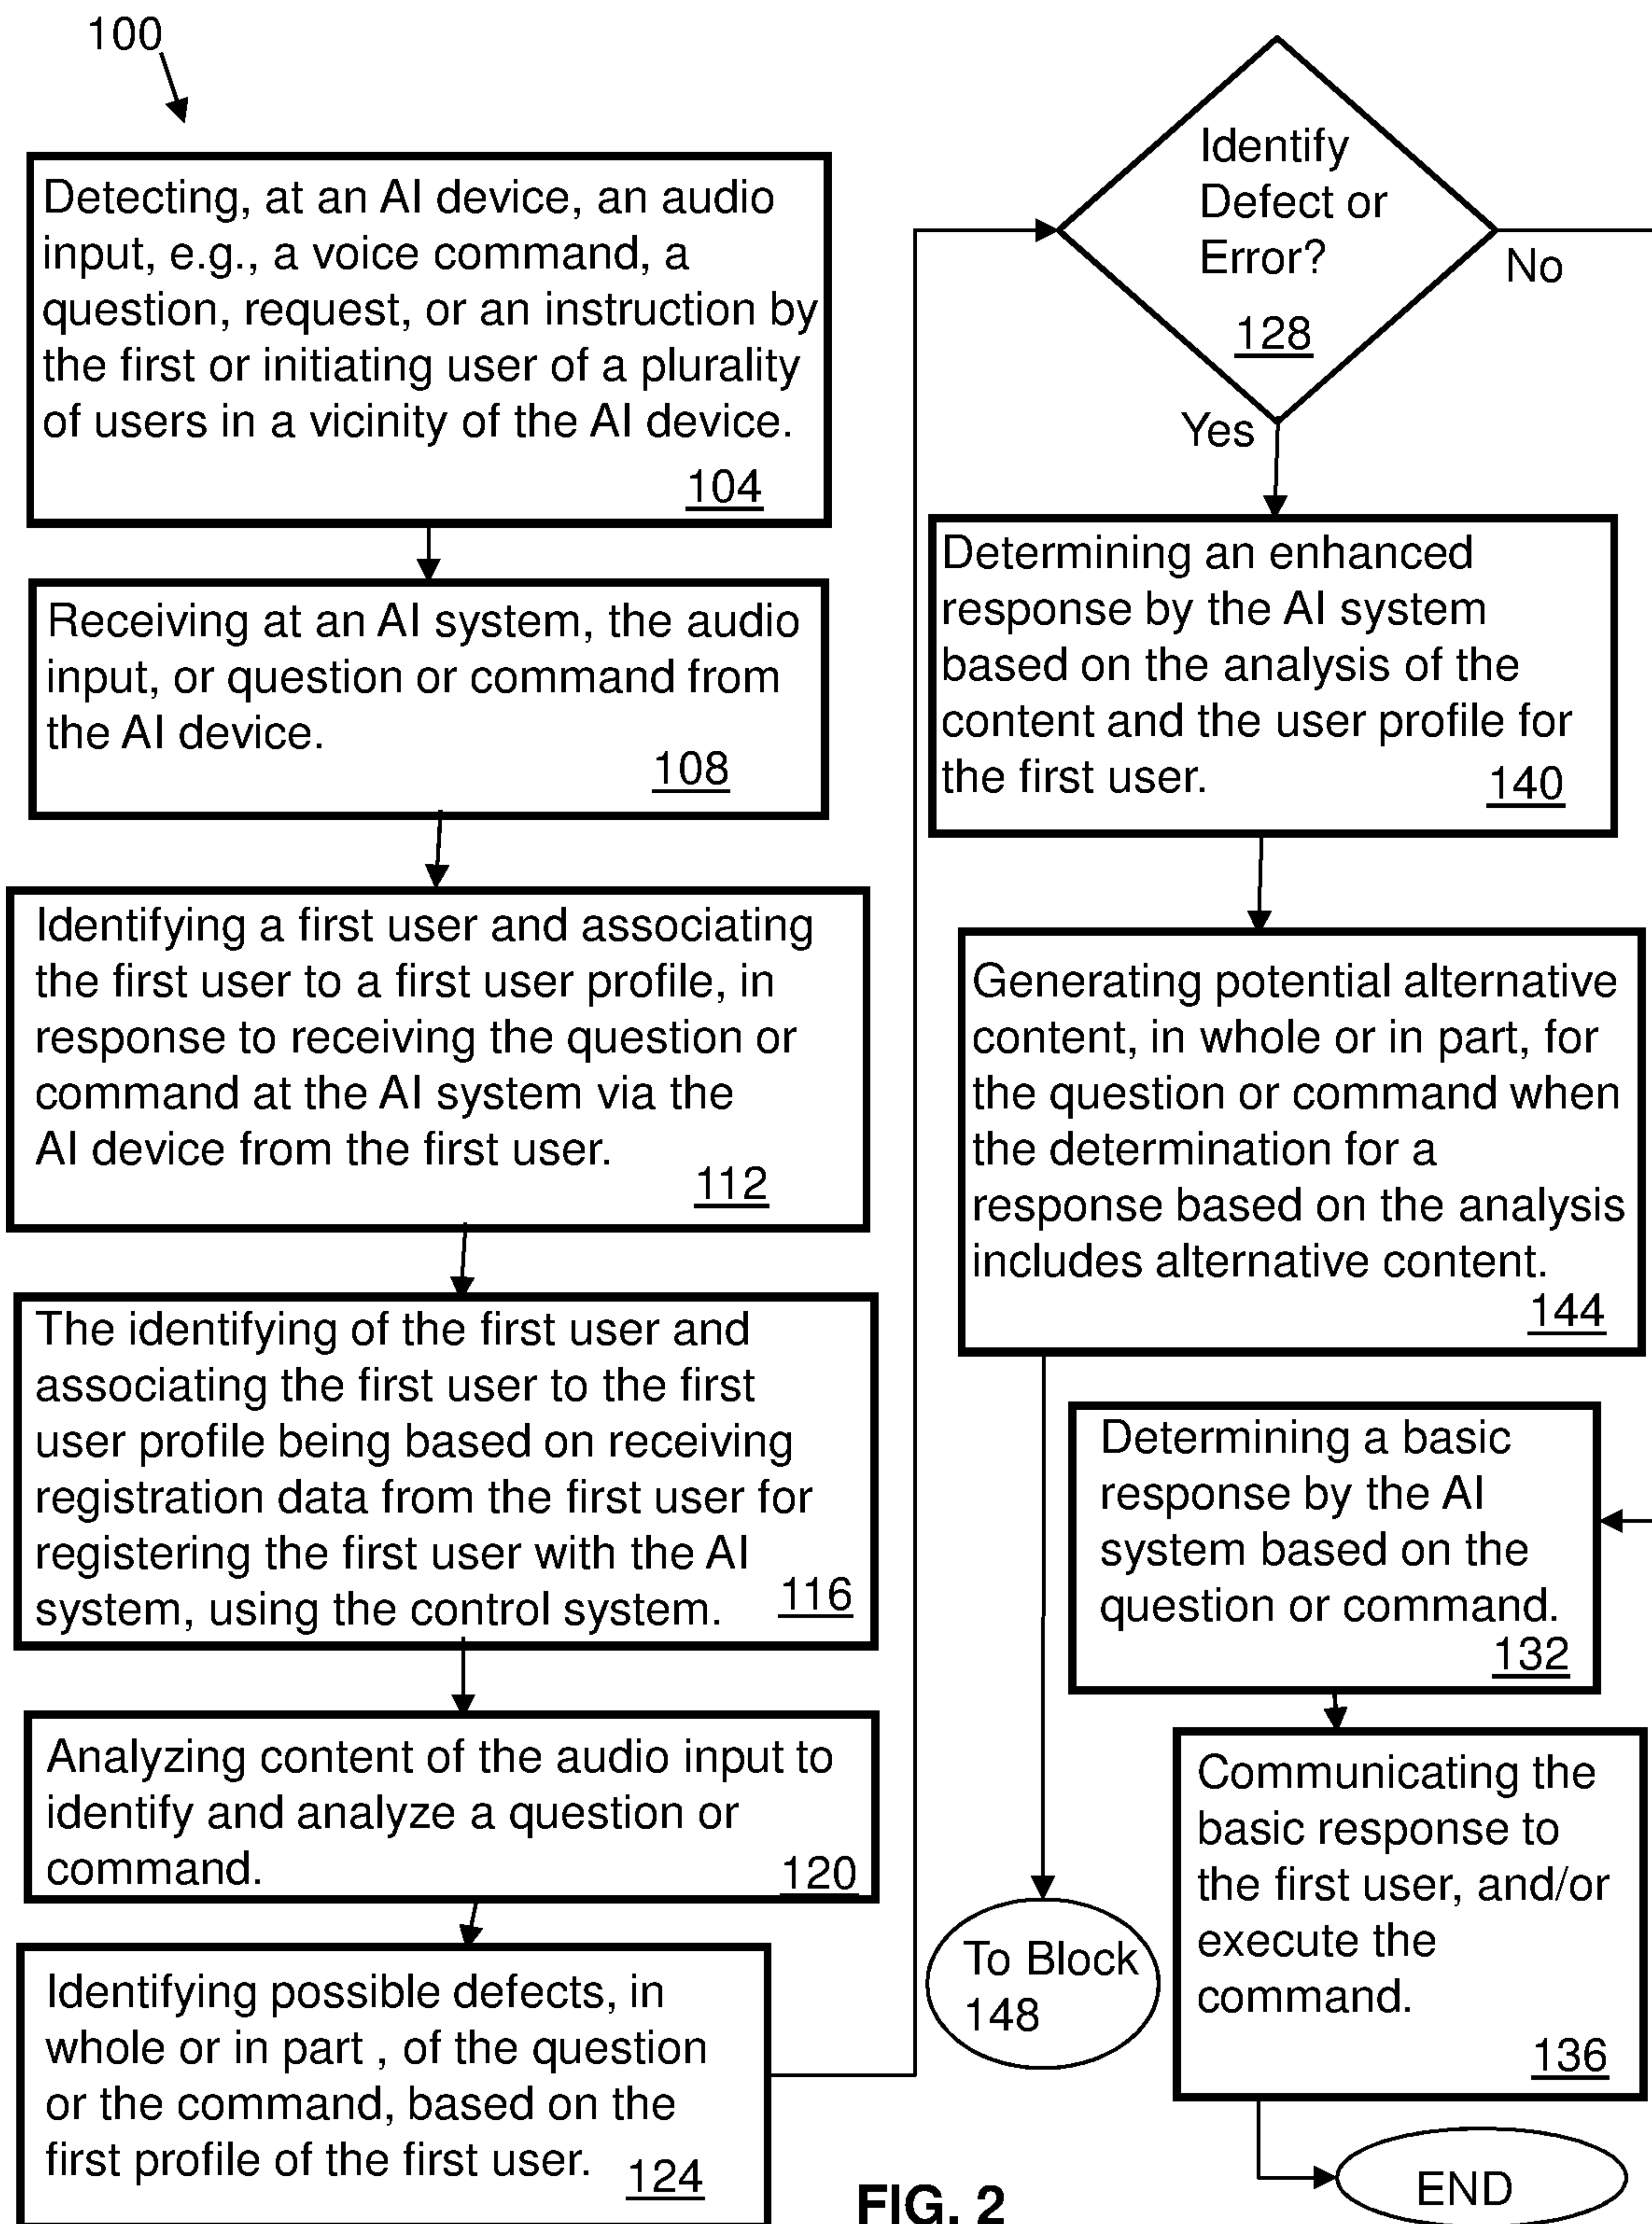 100
Detecting, at an AI device, an audio
input, e.g., a voice command, a
question, request, or an instruction by
the first or initiating user of a plurality
of users in a vicinity of the AI device.
104
Receiving at an AI system, the audio
input, or question or command from
the AI device.
108
Identifying a first user and associating
the first user to a first user profile, in
response to receiving the question or
command at the AI system via the
AI device from the first user.
112
The identifying of the first user and
associating the first user to the first
user profile being based on receiving
registration data from the first user for
registering the first user with the AI
system, using the control system.
116
Analyzing content of the audio input to
identify and analyze a question or
command.
120
Identifying possible defects, in
whole or in part , of the question
or the command, based on the
first profile of the first user.
124
Identify
Defect or
Error?
128
No
Yes
Determining an enhanced
response by the AI system
based on the analysis of the
content and the user profile for
the first user.
140
Generating potential alternative
content, in whole or in part, for
the question or command when
the determination for a
response based on the analysis
includes alternative content.
144
To Block
148
Determining a basic
response by the AI
system based on the
question or command.
132
Communicating the
basic response to
the first user, and/or
execute the
command.
136
END
FIG. 2